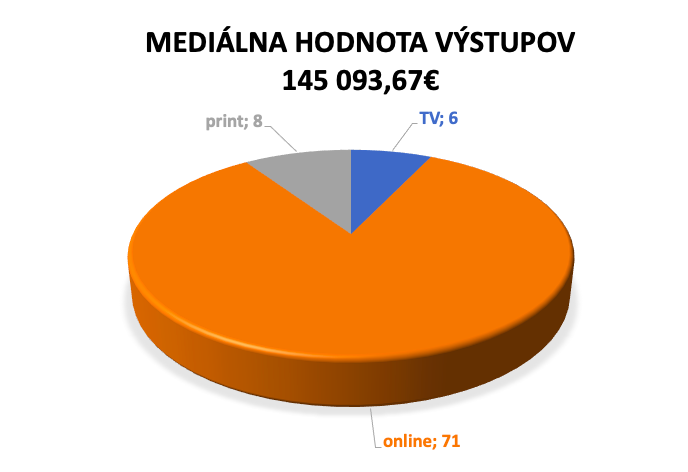 MEDIÁLNA HODNOTA VÝSTUPOV
145 093,67€
print; 8
TV; 6
online; 71